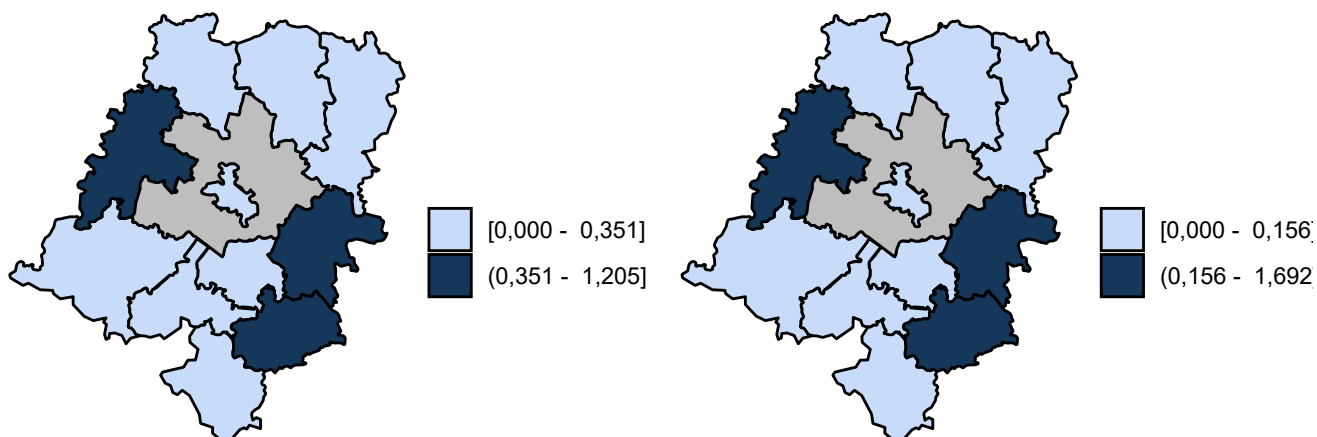 [0,000 -  0,351]
(0,351 -  1,205]
[0,000 -  0,156]
(0,156 -  1,692]